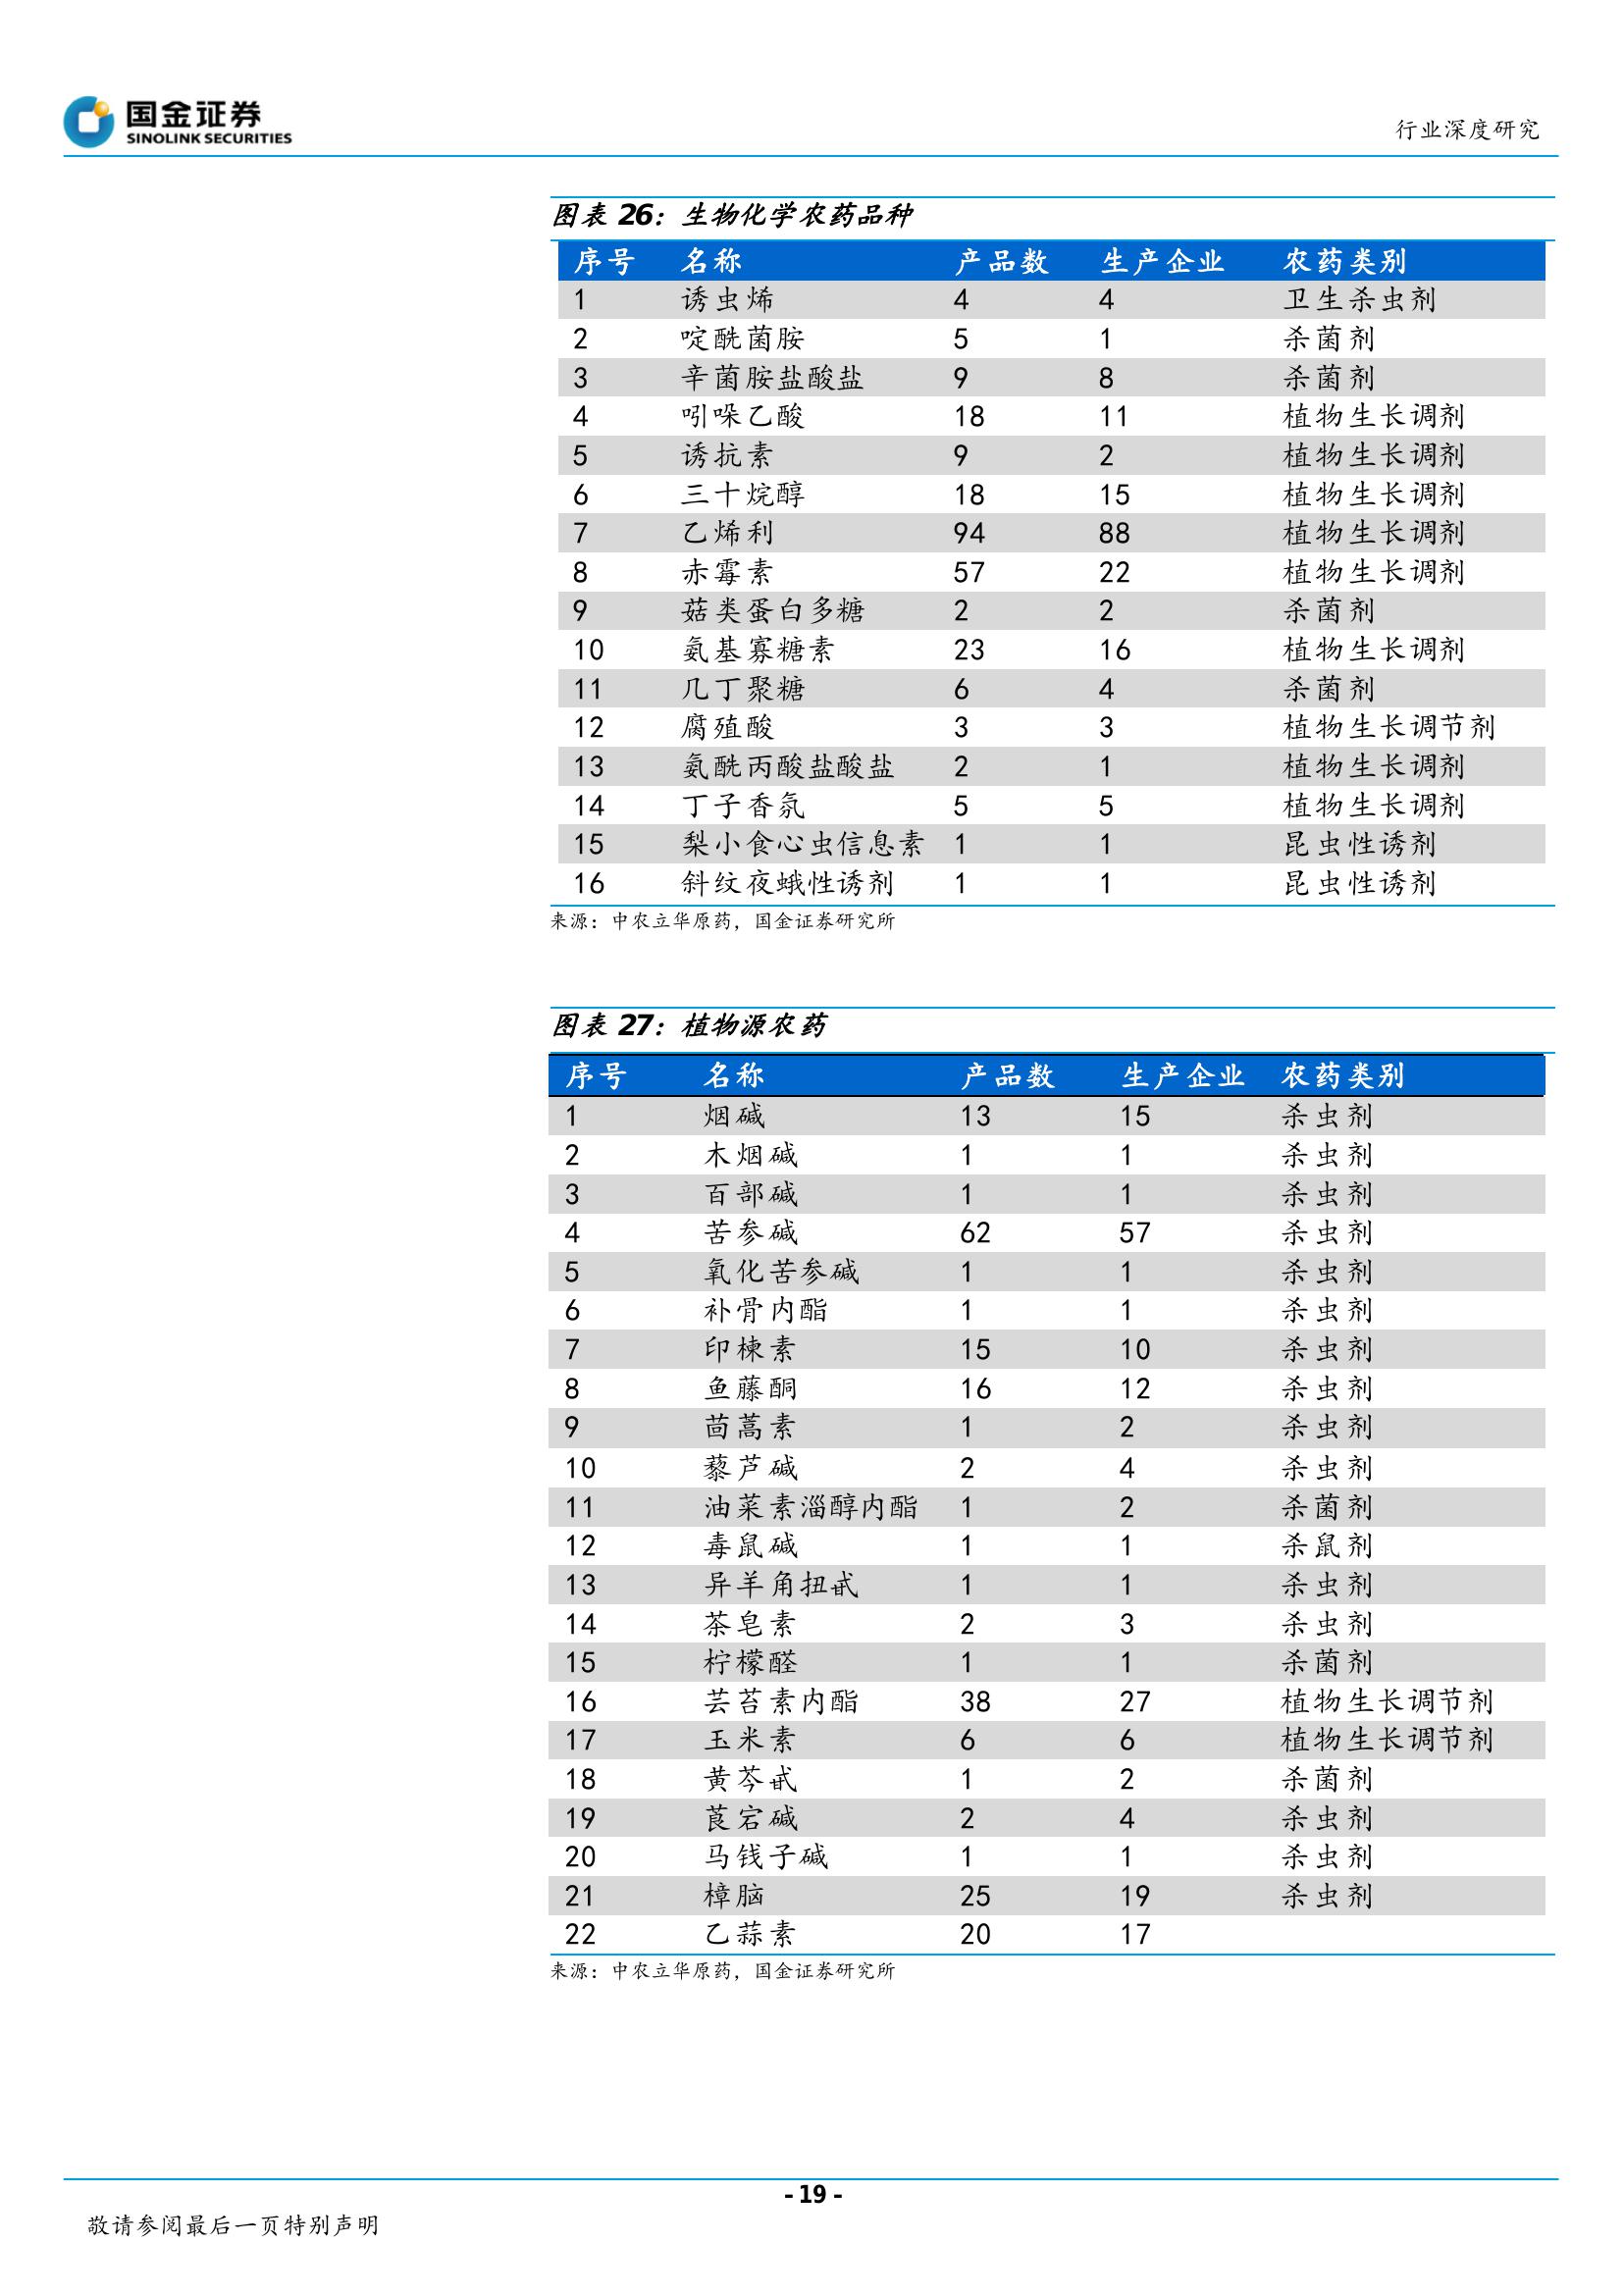 国金证券
SINOLINK SECURITIES
行业深度研究
图表 26：生物化学农药品种
序号 名称 产品数 生产企业 农药类别
1 诱虫烯 4 4 卫生杀虫剂
2 啶酰菌胺 5 1 杀菌剂
3 辛菌胺盐酸盐 9 8 杀菌剂
4 吲哚乙酸 18 11 植物生长调剂
5 诱抗素 9 2 植物生长调剂
6 三十烷醇 18 15 植物生长调剂
7 乙烯利 94 88 植物生长调剂
8 赤霉素 57 22 植物生长调剂
9 菇类蛋白多糖 2 2 杀菌剂
10 氨基寡糖素 23 16 植物生长调剂
11 几丁聚糖 6 4 杀菌剂
12 腐殖酸 3 3 植物生长调节剂
13 氨酰丙酸盐酸盐 2 1 植物生长调剂
14 丁子香氛 5 5 植物生长调剂
15 梨小食心虫信息素 1 1 昆虫性诱剂
16 斜纹夜蛾性诱剂 1 1 昆虫性诱剂
来源：中农立华原药，国金证券研究所
图表 27：植物源农药
序号 名称 产品数 生产企业 农药类别
1 烟碱 13 15 杀虫剂
2 木烟碱 1 1 杀虫剂
3 百部碱 1 1 杀虫剂
4 苦参碱 62 57 杀虫剂
5 氧化苦参碱 1 1 杀虫剂
6 补骨内酯 1 1 杀虫剂
7 印楝素 15 10 杀虫剂
8 鱼藤酮 16 12 杀虫剂
9 茴蒿素 1 2 杀虫剂
10 藜芦碱 2 4 杀虫剂
11 油菜素淄醇内酯 1 2 杀菌剂
12 毒鼠碱 1 1 杀鼠剂
13 异羊角扭甙 1 1 杀虫剂
14 茶皂素 2 3 杀虫剂
15 柠檬醛 1 1 杀菌剂
16 芸苔素内酯 38 27 植物生长调节剂
17 玉米素 6 6 植物生长调节剂
18 黄芩甙 1 2 杀菌剂
19 莨宕碱 2 4 杀虫剂
20 马钱子碱 1 1 杀虫剂
21 樟脑 25 19 杀虫剂
22 乙蒜素 20 17
来源：中农立华原药，国金证券研究所
- 19 -
敬请参阅最后一页特别声明